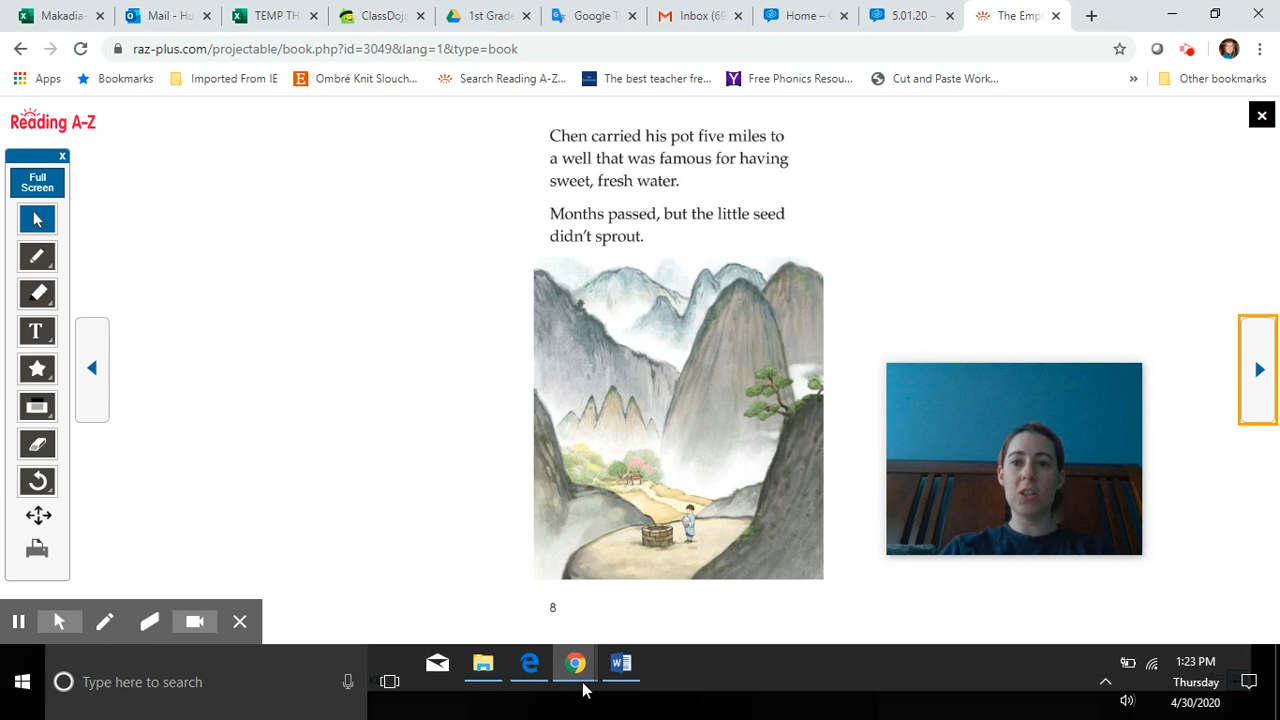 Makadia-
Mail - Hu
TEMP TH
ClassDojo
1st Grade
Google T
Inbox (69
Home –
5.01.20 –
The Emp
raz-plus.com/projectable/book.php?id=3049&lang=1&type=book
Apps
Bookmarks
Imported From IE
Ombré Knit Slouch...
Search Reading A-Z...
The best teacher fre...
Free Phonics Resou...
Cut and Paste Work...
»
Other bookmarks
Reading A-Z
Full
Screen
Chen carried his pot five miles to
a well that was famous for having
sweet, fresh water.
Months passed, but the little seed
didn't sprout.
8
Type here to search
1:23 PM
Thursday
4/30/2020